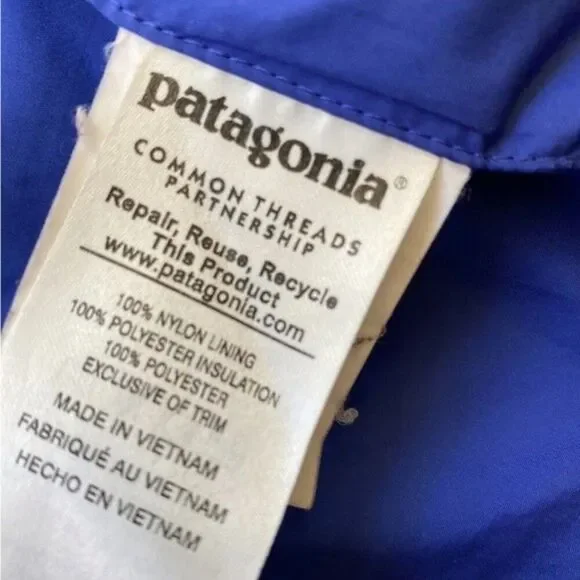 patagonia®
COMMON THREADS
PARTNERSHIP
Repair, Reuse, Recycle
This Product
www.patagonia.com
100% NYLON LINING
100% POLYESTER INSULATION
100% POLYESTER
EXCLUSIVE OF TRIM
MADE IN VIETNAM
FABRIQUÉ AU VIETNAM
HECHO EN VIETNAM